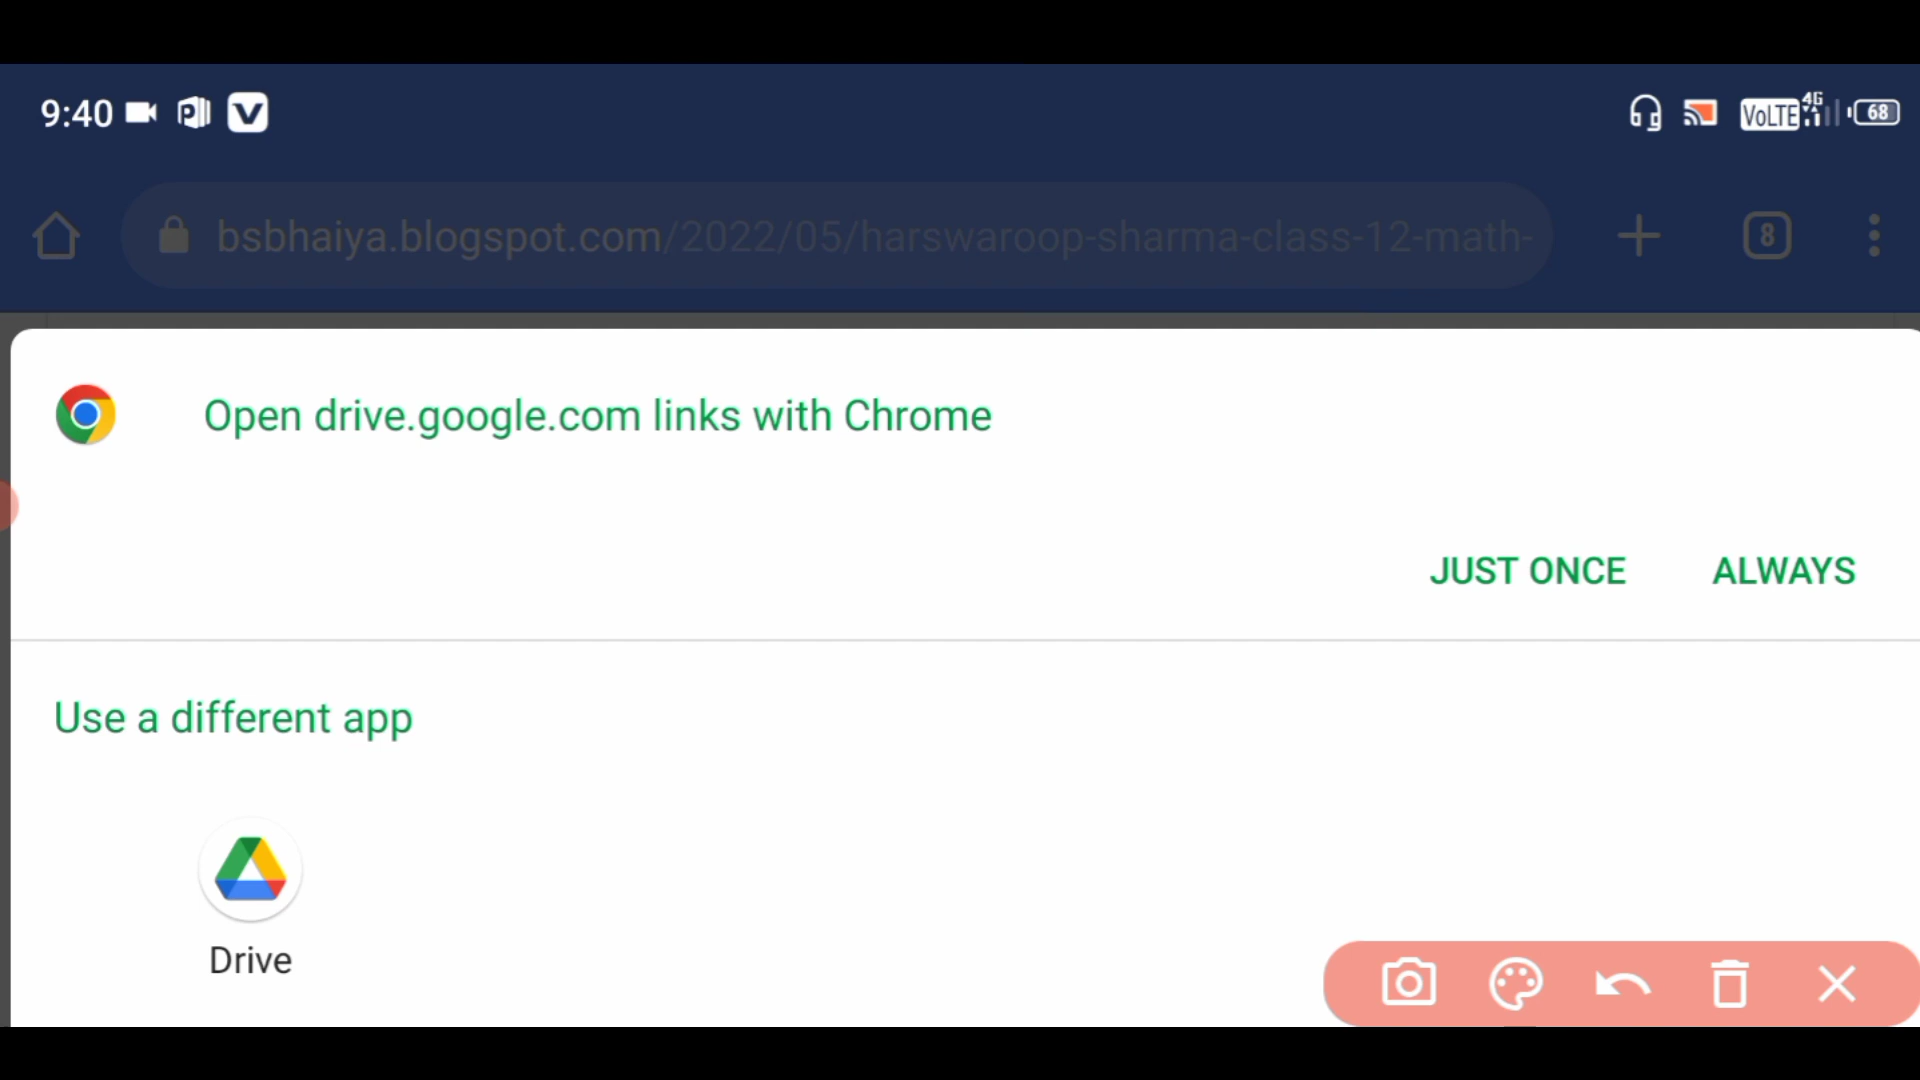 9:40
VoLTE 4G 68
bsbhaiya.blogspot.com/2022/05/harswaroop-sharma-class-12-math-
8
Open drive.google.com links with Chrome
JUST ONCE ALWAYS
Use a different app
Drive